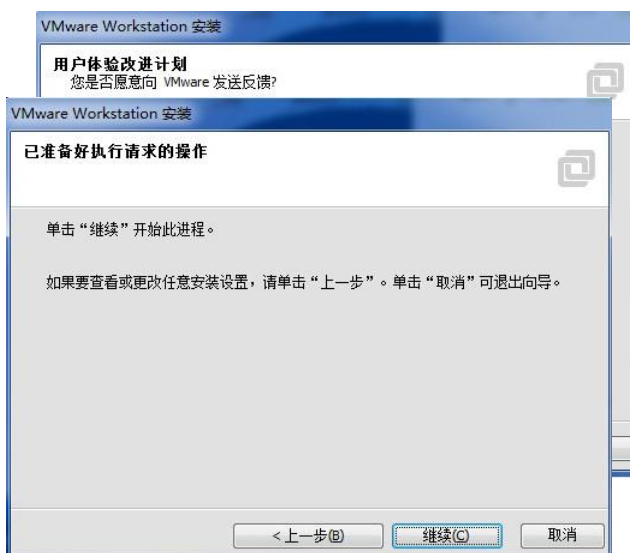 VMware Workstation 安装
用户体验改进计划
您是否愿意向 VMware 发送反馈?
VMware Workstation 安装
已准备好执行请求的操作
单击“继续”开始此进程。
如果要查看或更改任意安装设置，请单击“上一步”。单击“取消”可退出向导。
<上一步(B)
继续(C)
取消